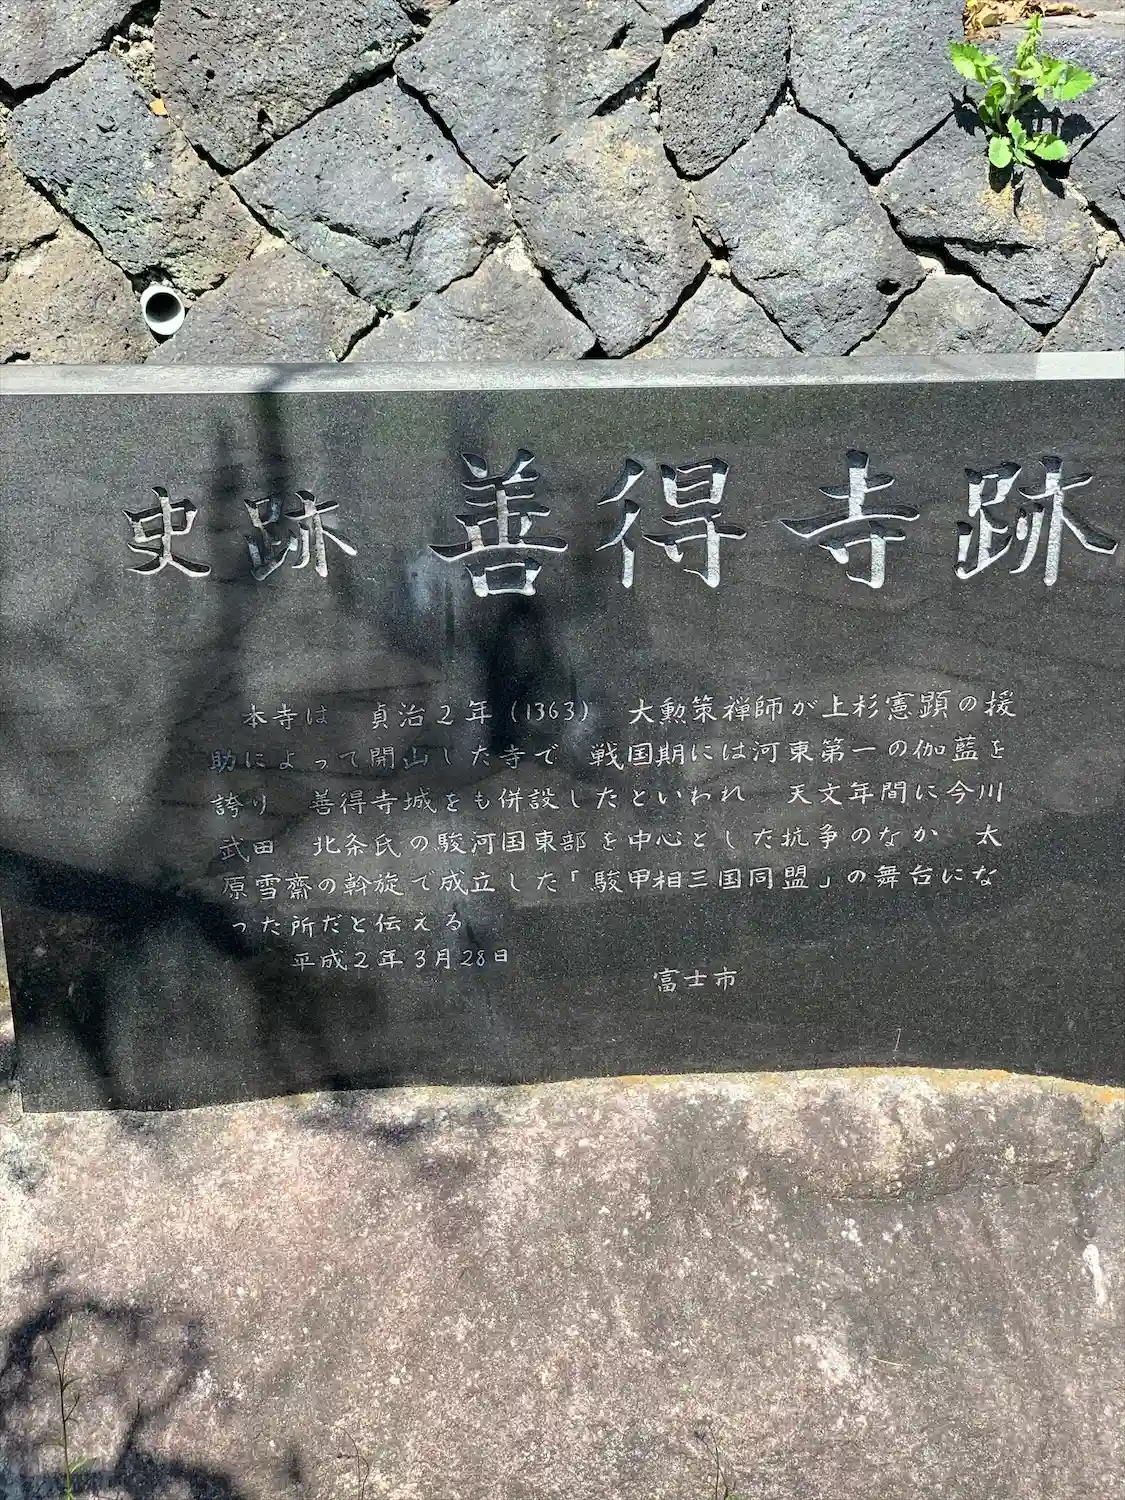 史跡 善得寺跡
本寺は 貞治2年(1363) 大勲策禅師が上杉憲顕の援
助によって開山した寺で 戦国期には河東第一の伽藍を
誇り 善得寺城をも併設したといわれ 天文年間に今川
武田 北条氏の駿河国東部を中心とした抗争のなか 太
原雪齋の斡旋で成立した「駿甲相三国同盟」の舞台にな
った所だと伝える
平成2年3月28日
富士市